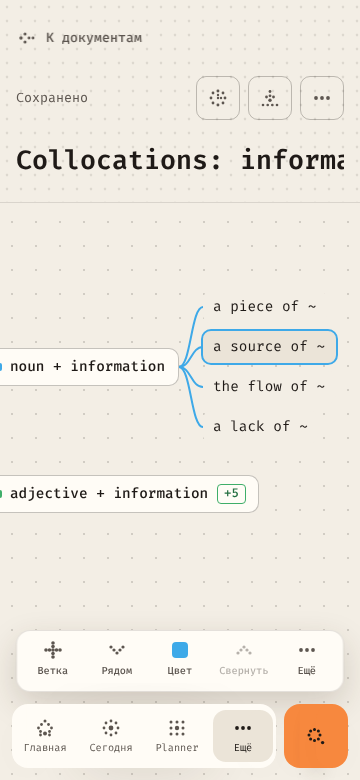 К документам
Сохранено
Collocations: informa
a piece of ~
a source of ~
noun + information
the flow of ~
a lack of ~
adjective + information +5
Ветка Рядом Цвет Свернуть Ещё
Главная Сегодня Planner Ещё